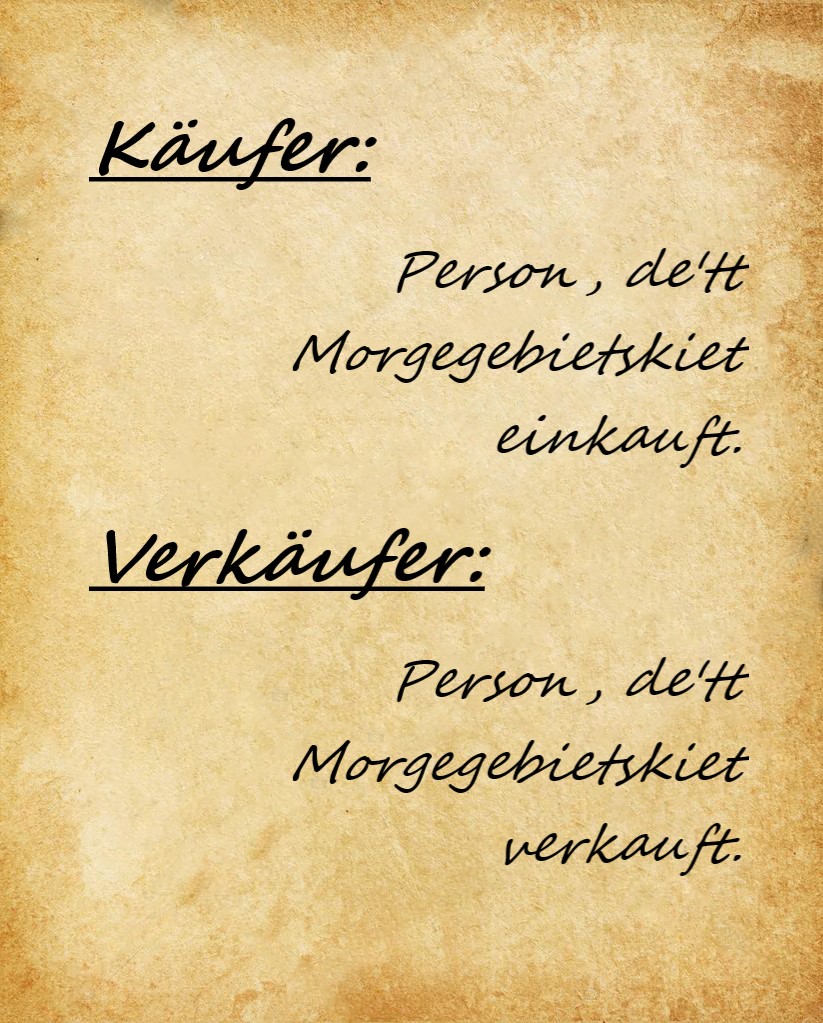 Käufer:
Person, de'tt
Morgegebietskiet
einkauft.
Verkäufer:
Person, de'tt
Morgegebietskiet
verkauft.